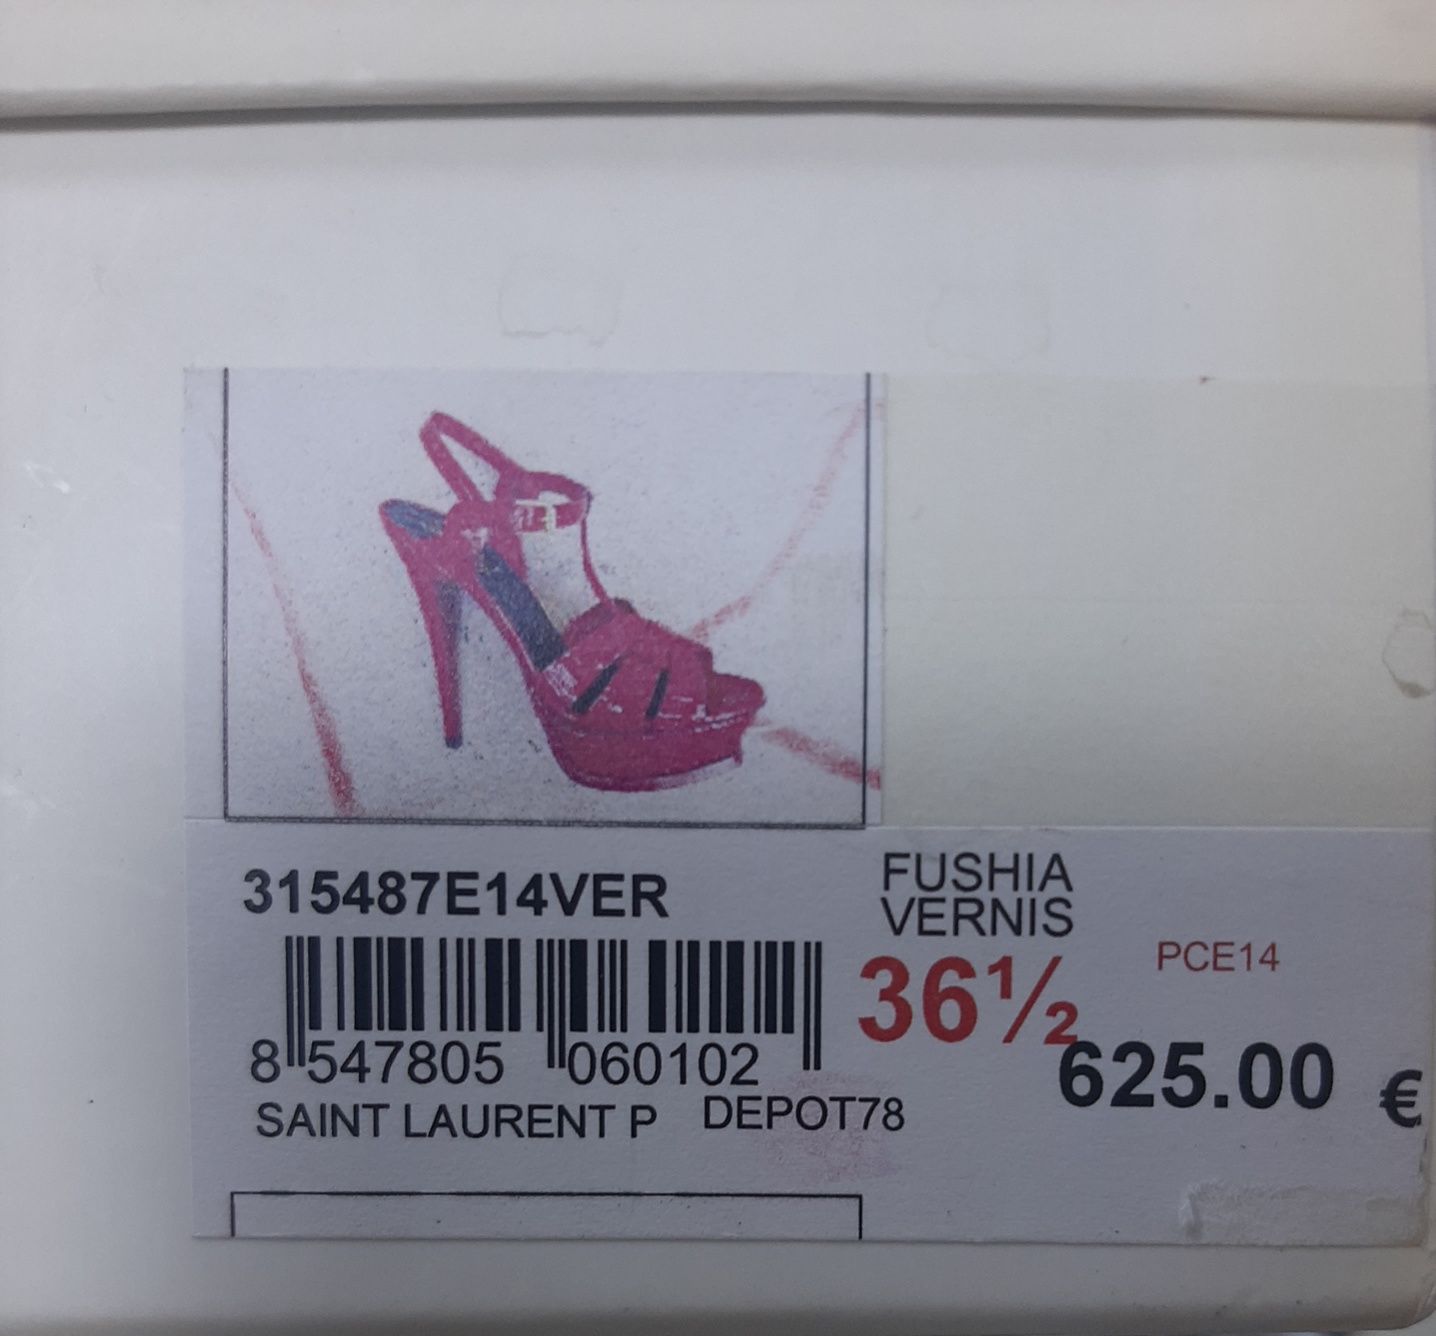 315487E14VER
FUSHIA
VERNIS
PCE14
36½
8 547805 060102
625.00 €
SAINT LAURENT P DEPOT78